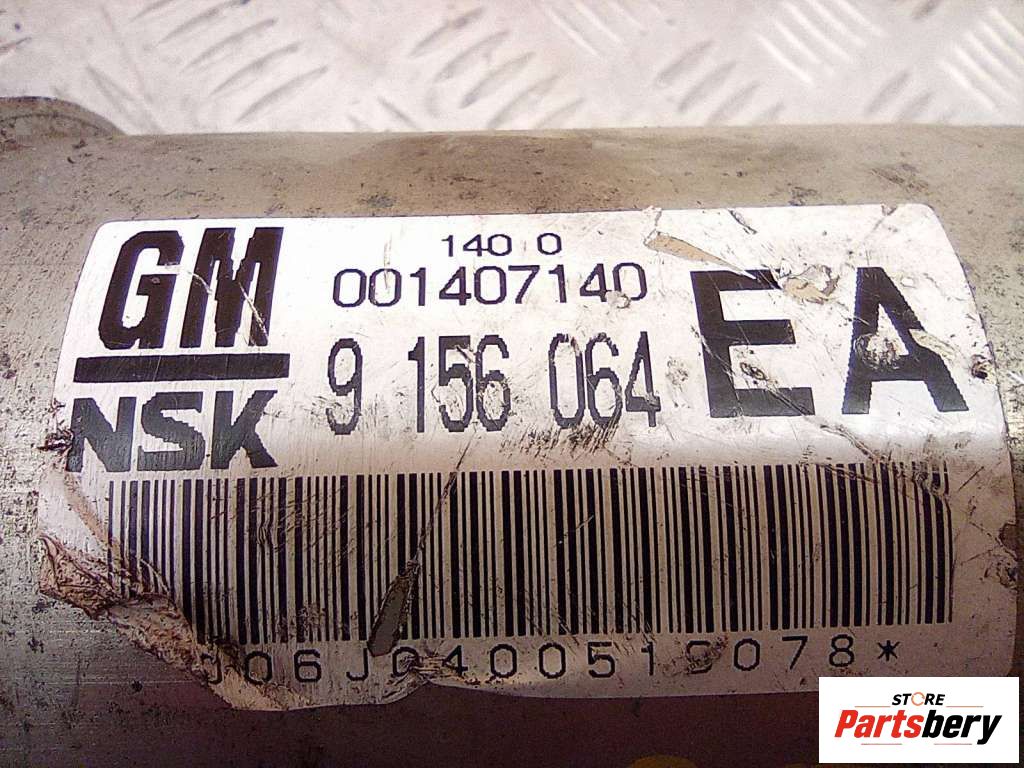 GM
NSK
140 0
001407140
9 156 064
EA
STORE
Partsbery